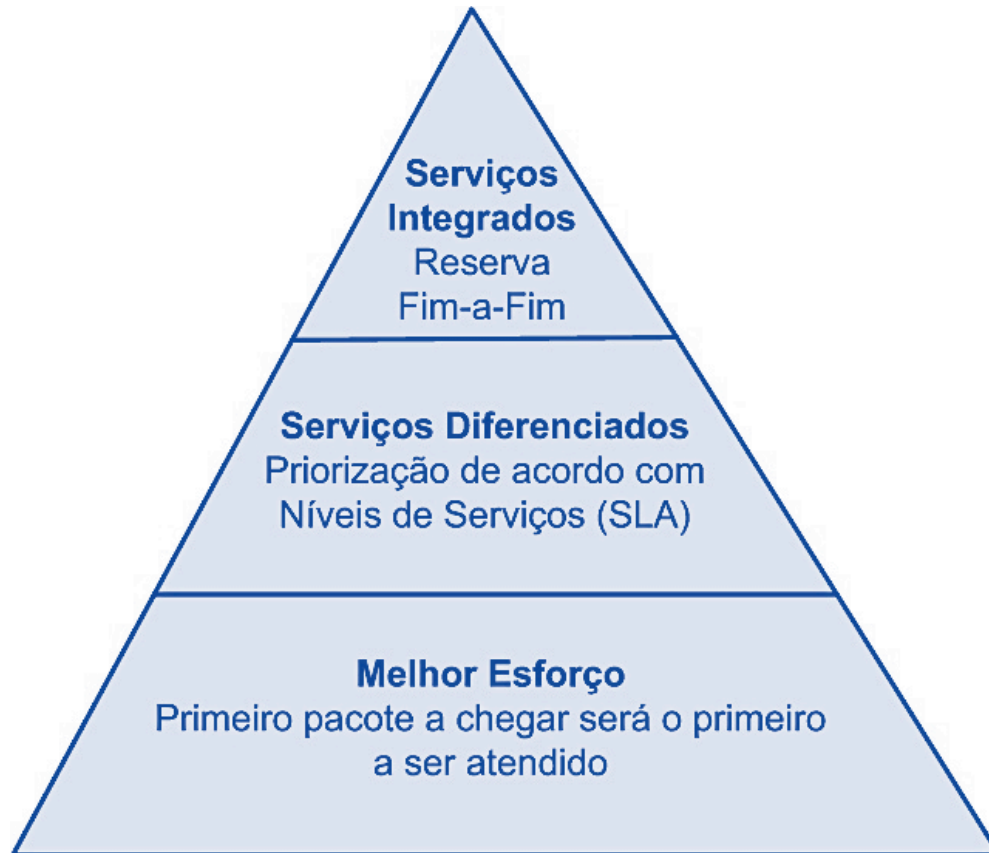 Serviços
Integrados
Reserva
Fim-a-Fim
Serviços Diferenciados
Priorização de acordo com
Níveis de Serviços (SLA)
Melhor Esforço
Primeiro pacote a chegar será o primeiro
a ser atendido